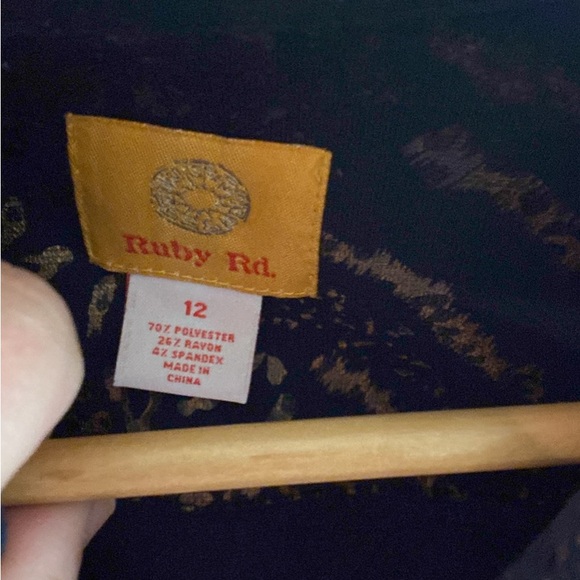 Ruby Rd.
12
70% POLYESTER
26% RAYON
4% SPANDEX
MADE IN
CHINA